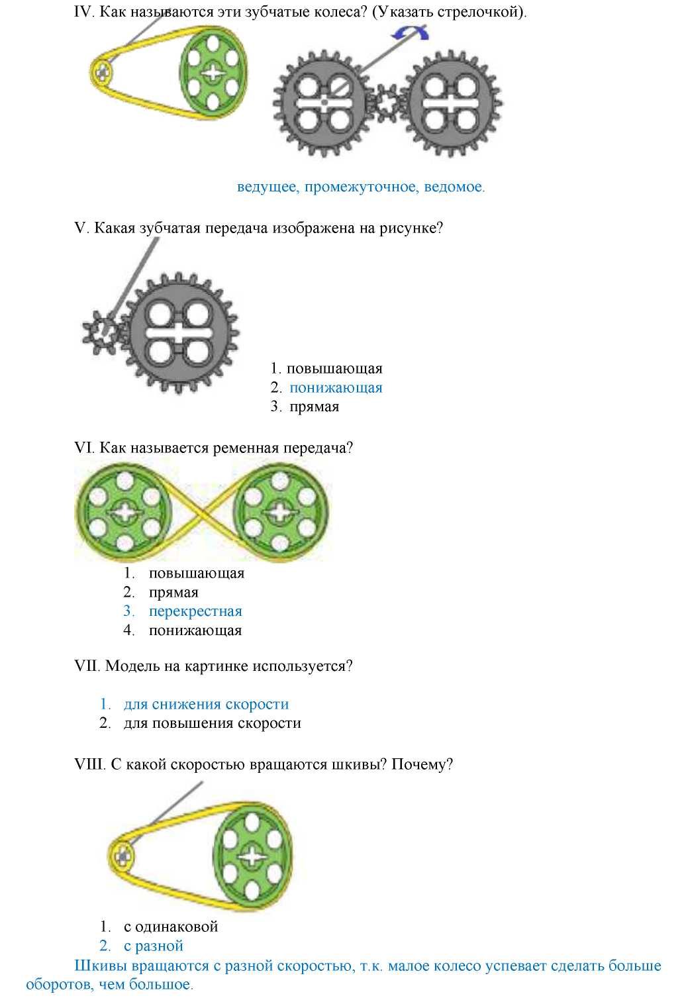 IV. Как называются эти зубчатые колеса? (Указать стрелочкой).
ведущее, промежуточное, ведомое.
V. Какая зубчатая передача изображена на рисунке?
1. повышающая
2. понижающая
3. прямая
VI. Как называется ременная передача?
1. повышающая
2. прямая
3. перекрестная
4. понижающая
VII. Модель на картинке используется?
1. для снижения скорости
2. для повышения скорости
VIII. С какой скоростью вращаются шкивы? Почему?
1. с одинаковой
2. с разной
Шкивы вращаются с разной скоростью, т.к. малое колесо успевает сделать больше
оборотов, чем большое.